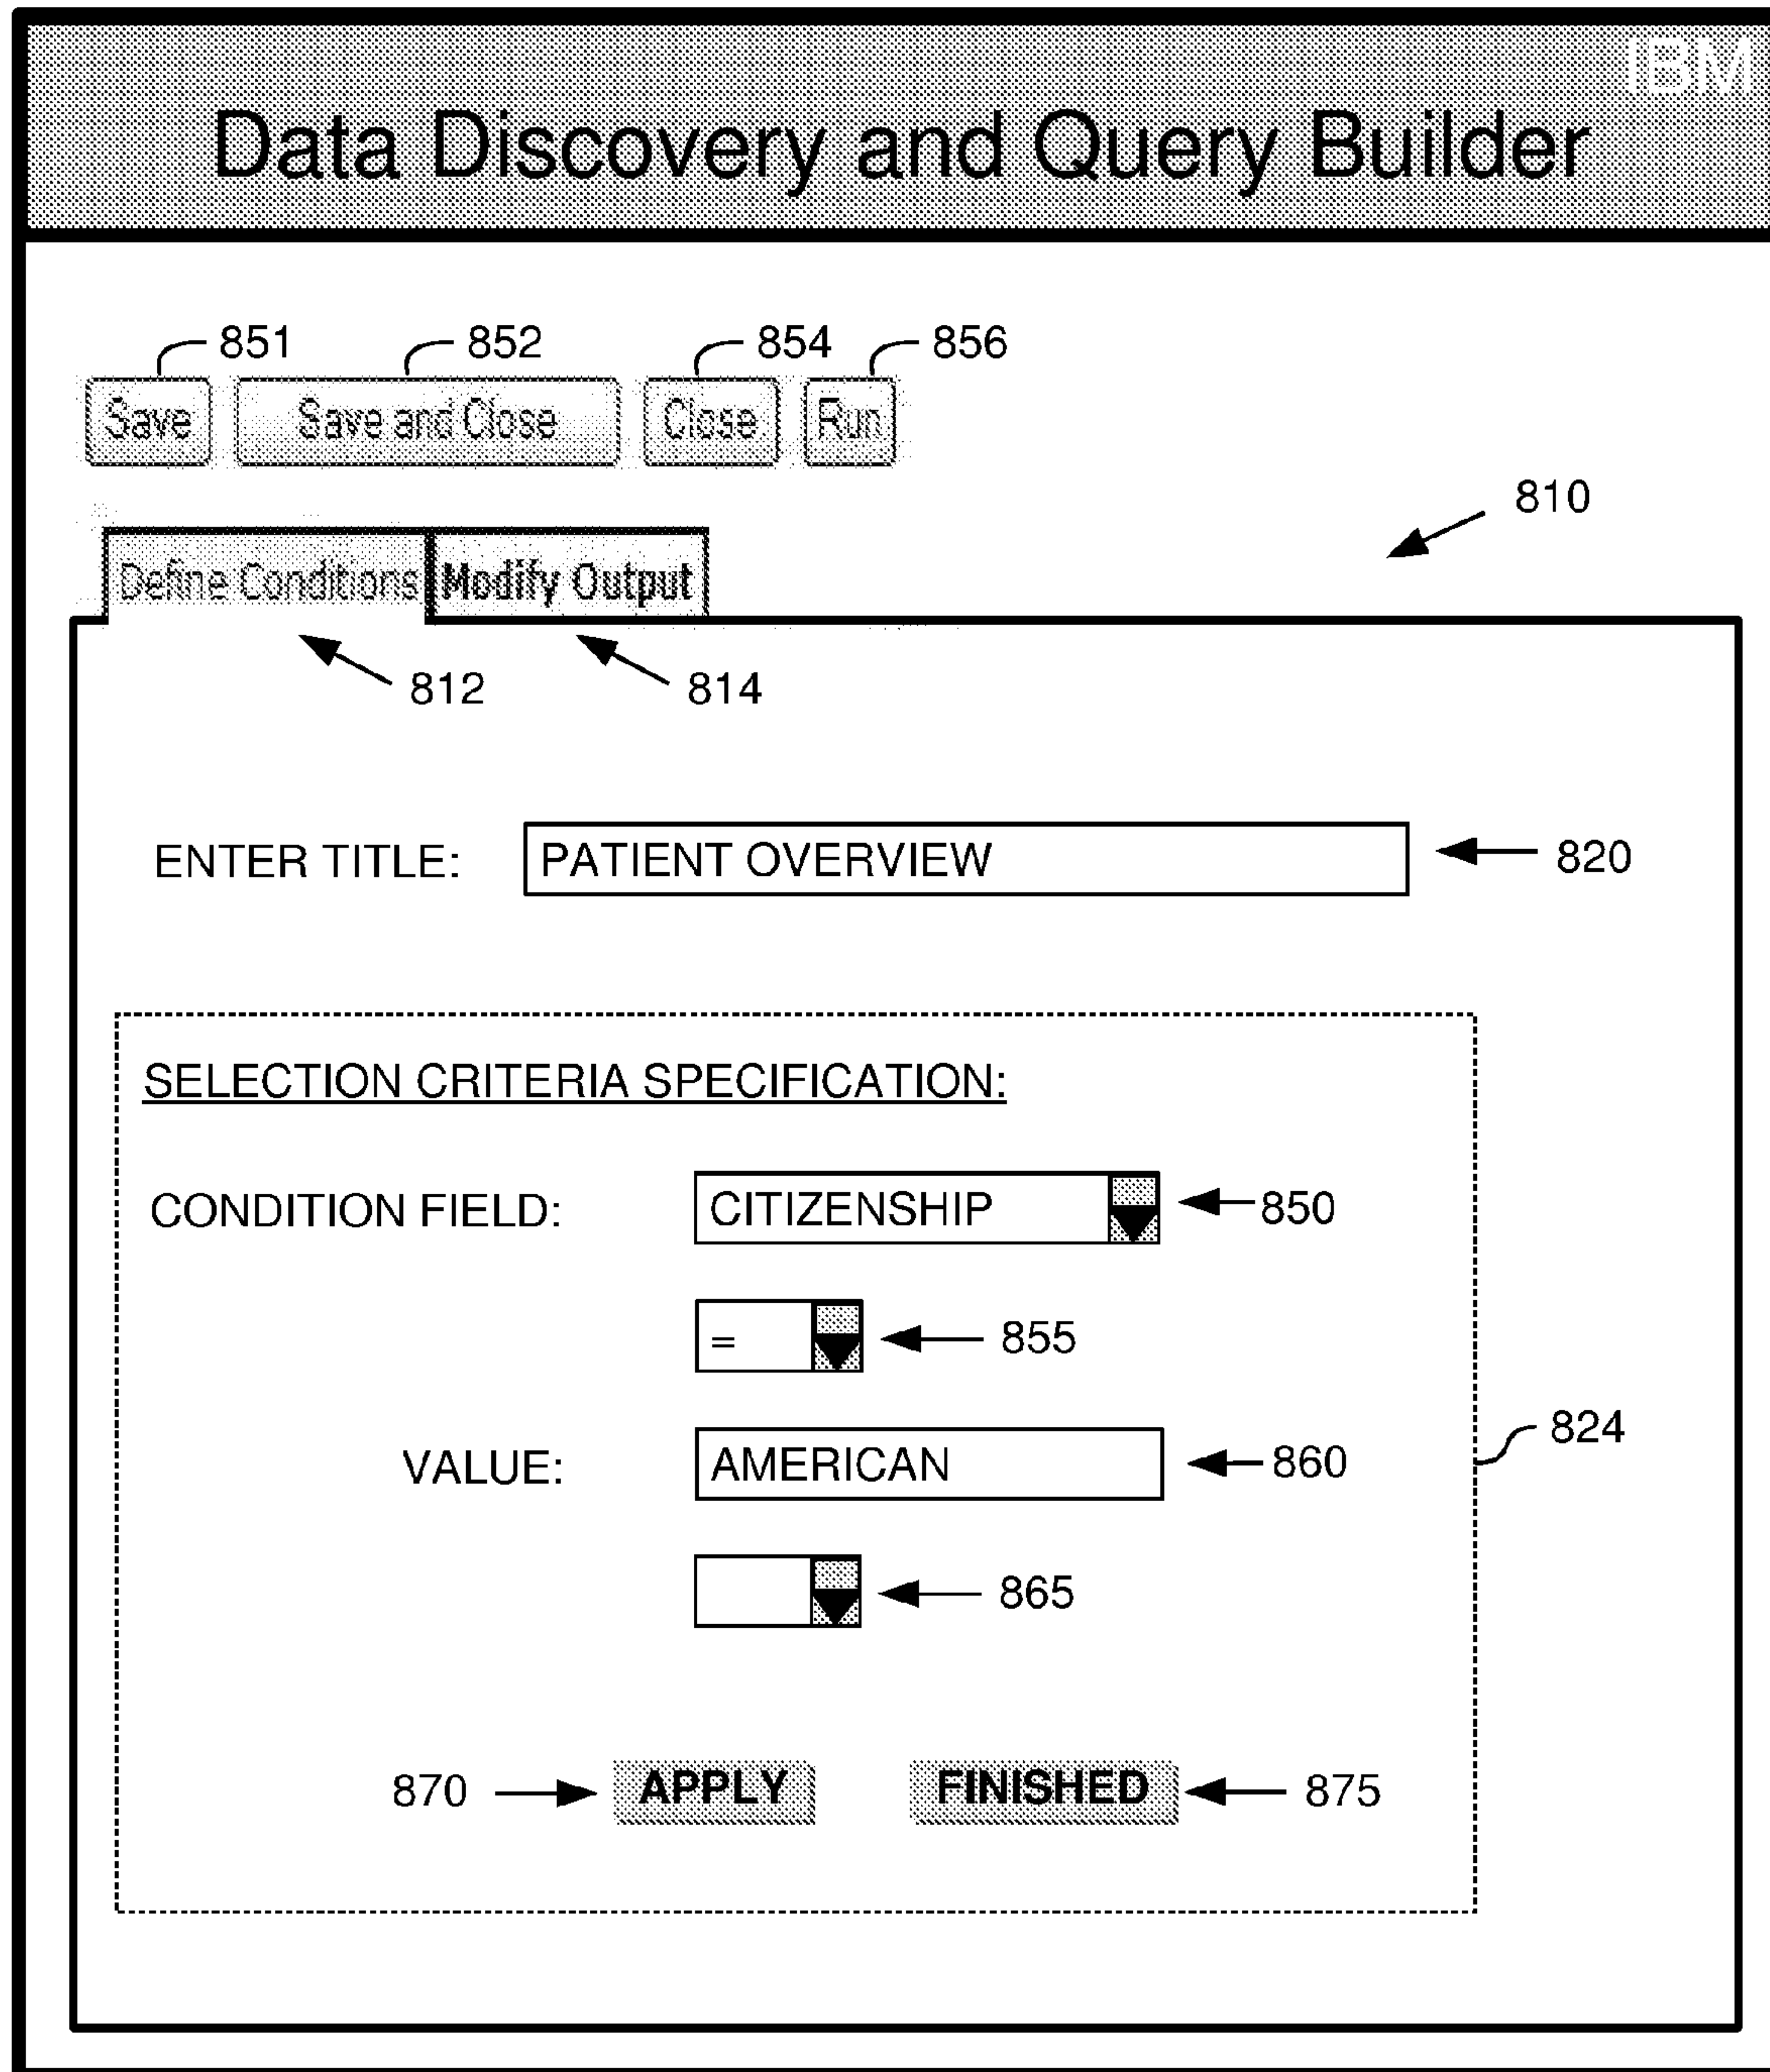 IBM
Data Discovery and Query Builder
851 852 854 856
Save Save and Close Close Run
810
Define Conditions Modify Output
812 814
ENTER TITLE: PATIENT OVERVIEW 820
SELECTION CRITERIA SPECIFICATION:
CONDITION FIELD: CITIZENSHIP 850
= 855
824
VALUE: AMERICAN 860
865
870 APPLY FINISHED 875